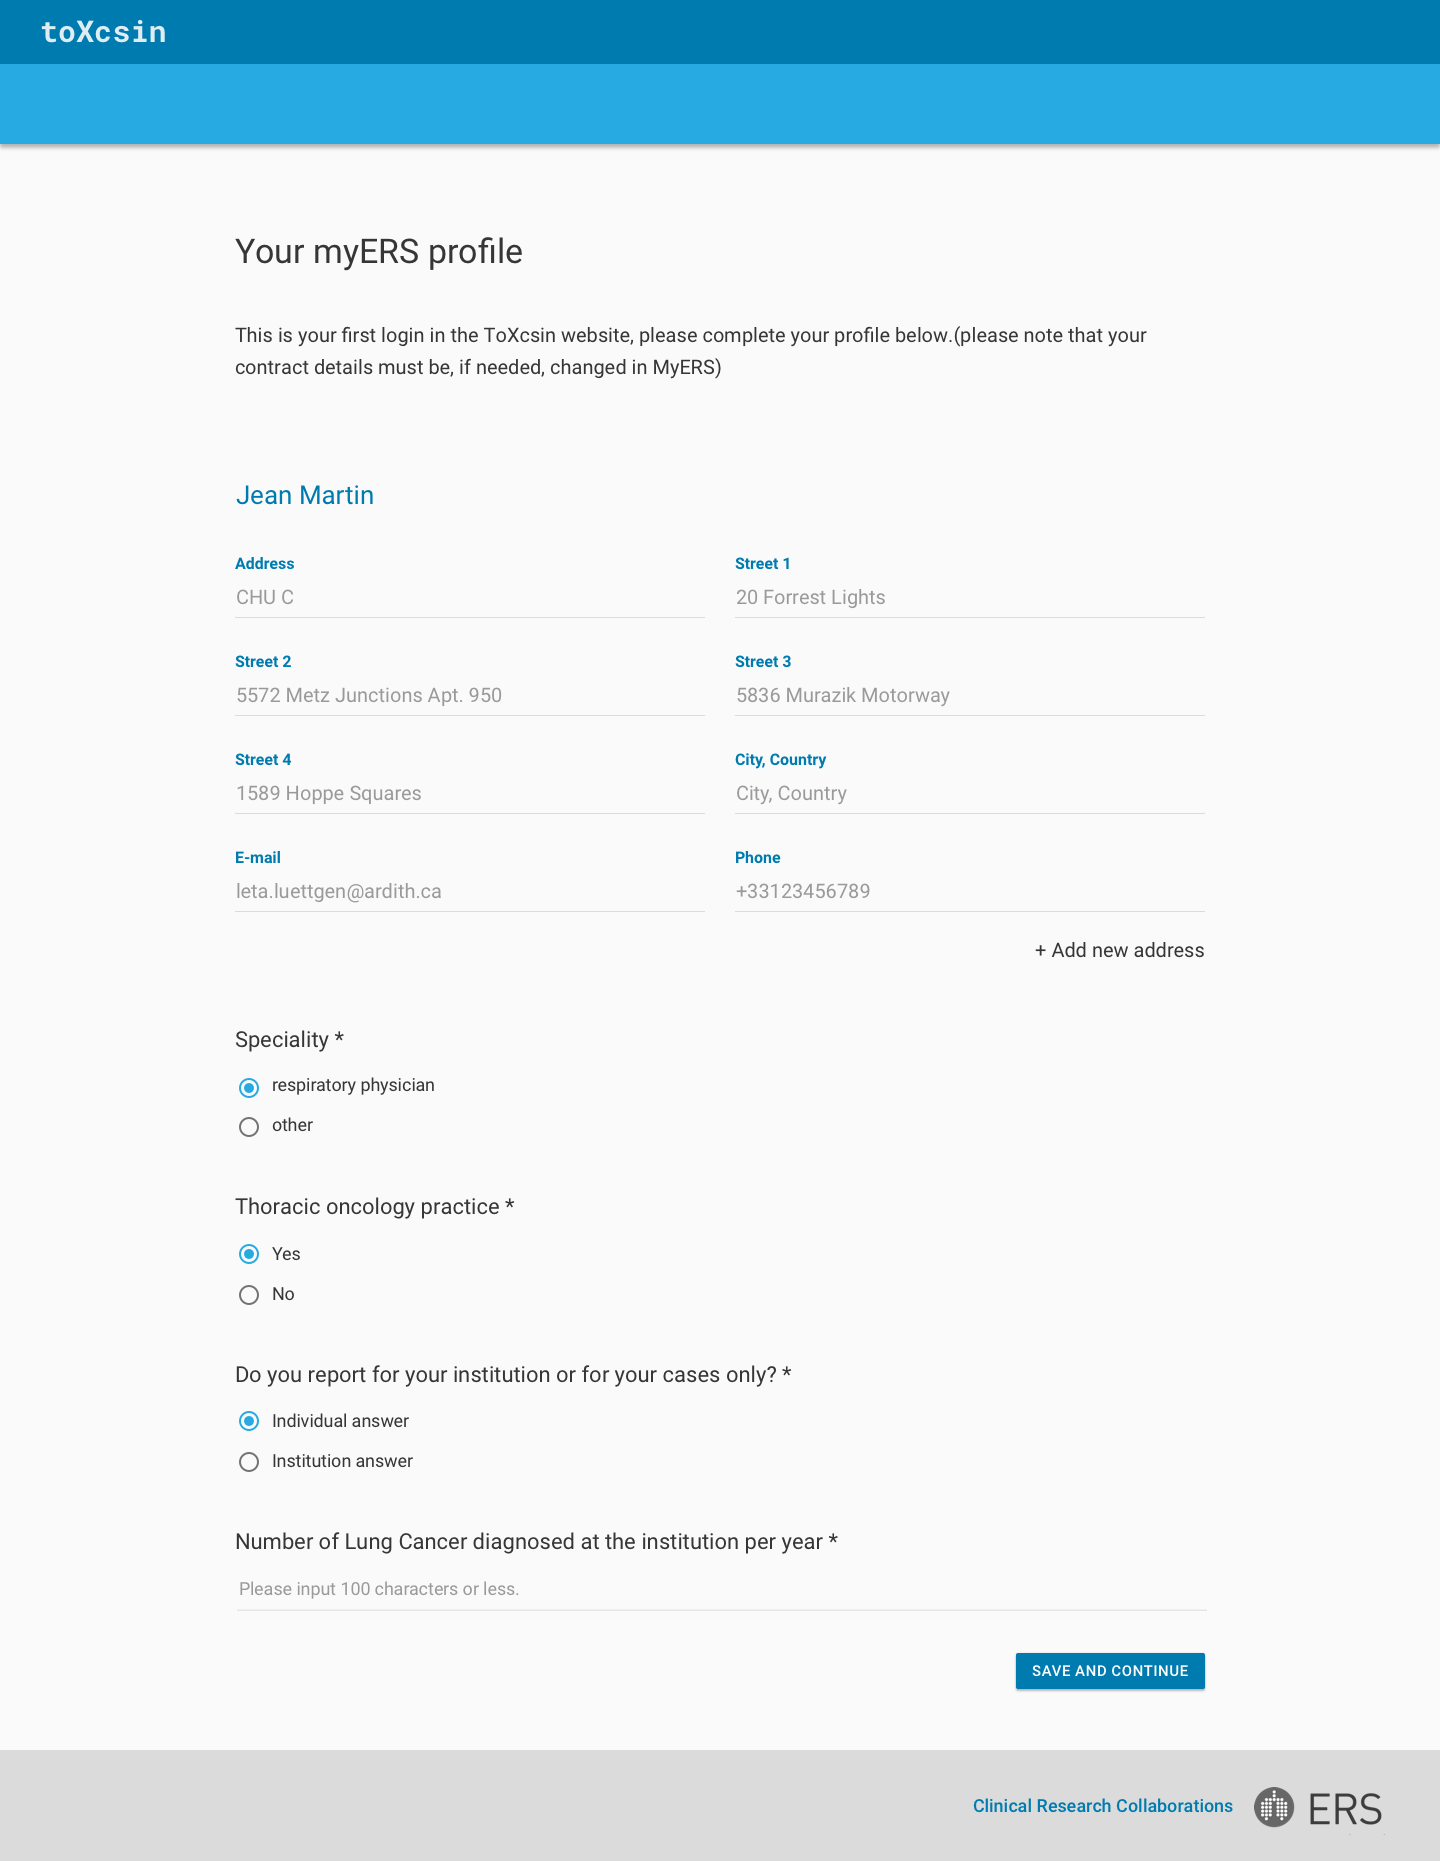 toXcsin
Your myERS profile
This is your first login in the ToXcsin website, please complete your profile below.(please note that your
contract details must be, if needed, changed in MyERS)
Jean Martin
Address
CHU C
Street 1
20 Forrest Lights
Street 2
5572 Metz Junctions Apt. 950
Street 3
5836 Murazik Motorway
Street 4
1589 Hoppe Squares
City, Country
City, Country
E-mail
leta.luettgen@ardith.ca
Phone
+33123456789
+ Add new address
Speciality *
respiratory physician
other
Thoracic oncology practice *
Yes
No
Do you report for your institution or for your cases only? *
Individual answer
Institution answer
Number of Lung Cancer diagnosed at the institution per year *
Please input 100 characters or less.
SAVE AND CONTINUE
Clinical Research Collaborations
ERS